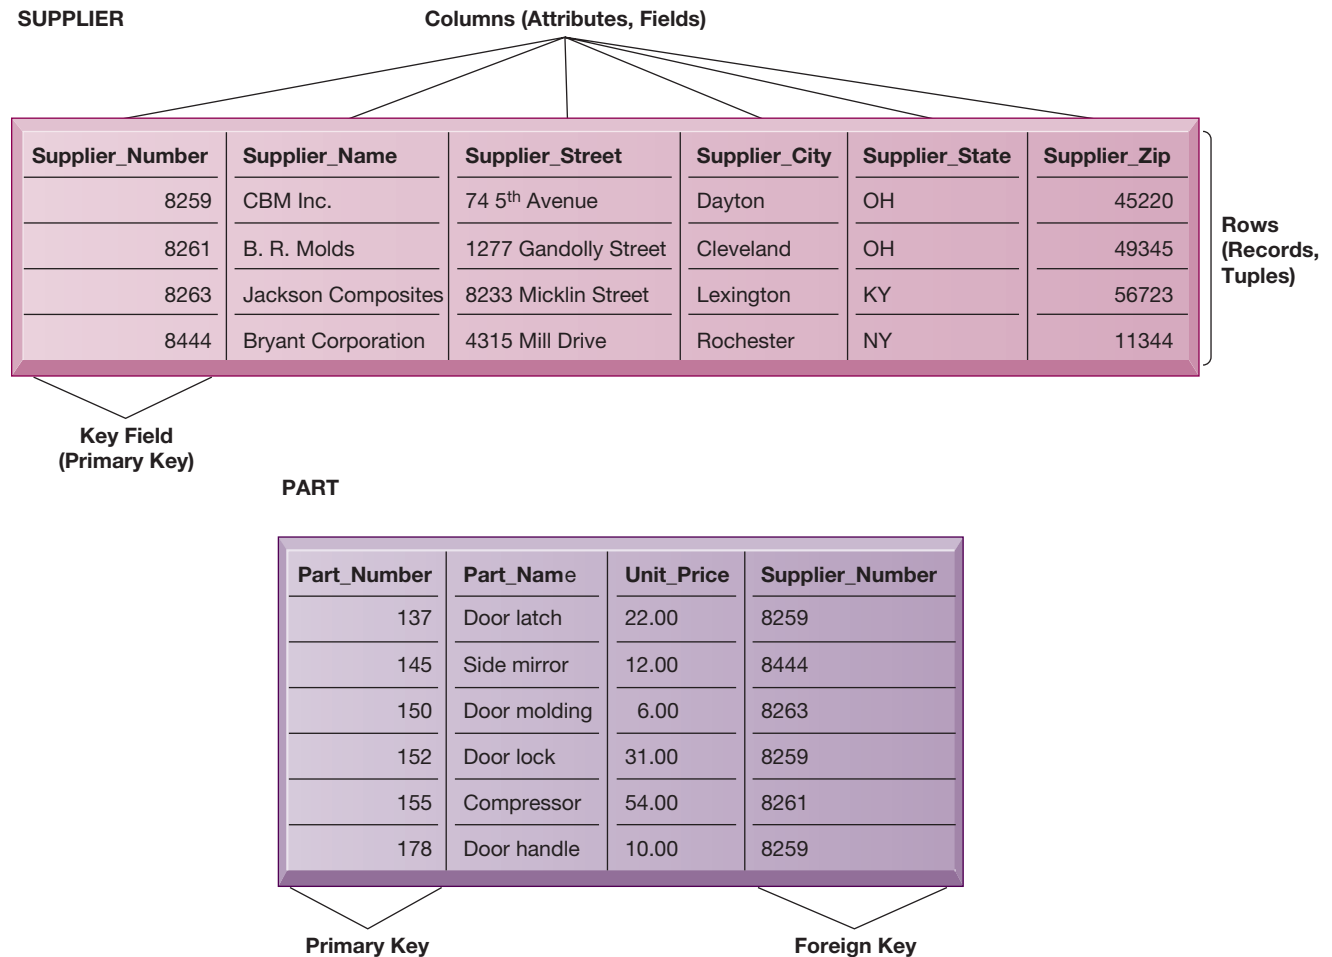 SUPPLIER Columns (Attributes, Fields)
Supplier_Number Supplier_Name Supplier_Street Supplier_City Supplier_State Supplier_Zip
8259 CBM Inc. 74 5th Avenue Dayton OH 45220
8261 B. R. Molds 1277 Gandolly Street Cleveland OH 49345
8263 Jackson Composites 8233 Micklin Street Lexington KY 56723
8444 Bryant Corporation 4315 Mill Drive Rochester NY 11344
Rows
(Records,
Tuples)
Key Field
(Primary Key)
PART
Part_Number Part_Name Unit_Price Supplier_Number
137 Door latch 22.00 8259
145 Side mirror 12.00 8444
150 Door molding 6.00 8263
152 Door lock 31.00 8259
155 Compressor 54.00 8261
178 Door handle 10.00 8259
Primary Key Foreign Key